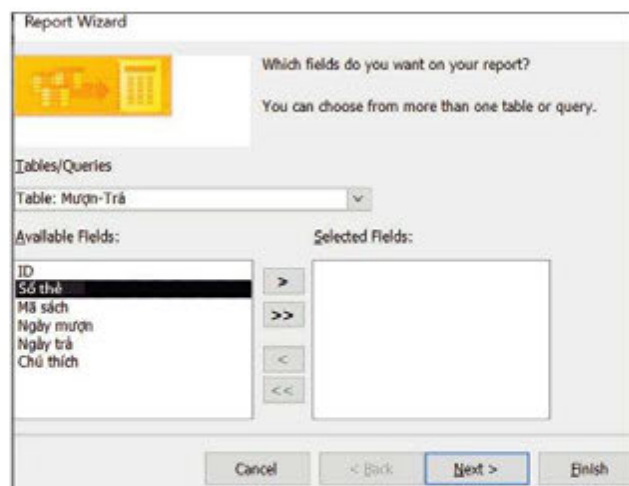 Report Wizard
Which fields do you want on your report?
You can choose from more than one table or query.
Tables/Queries
Table: Mượn-Trả
Available Fields:
Selected Fields:
ID
Số thẻ
Mã sách
Ngày mượn
Ngày trả
Chú thích
>
>>
<
<<
Cancel
< Back
Next >
Finish